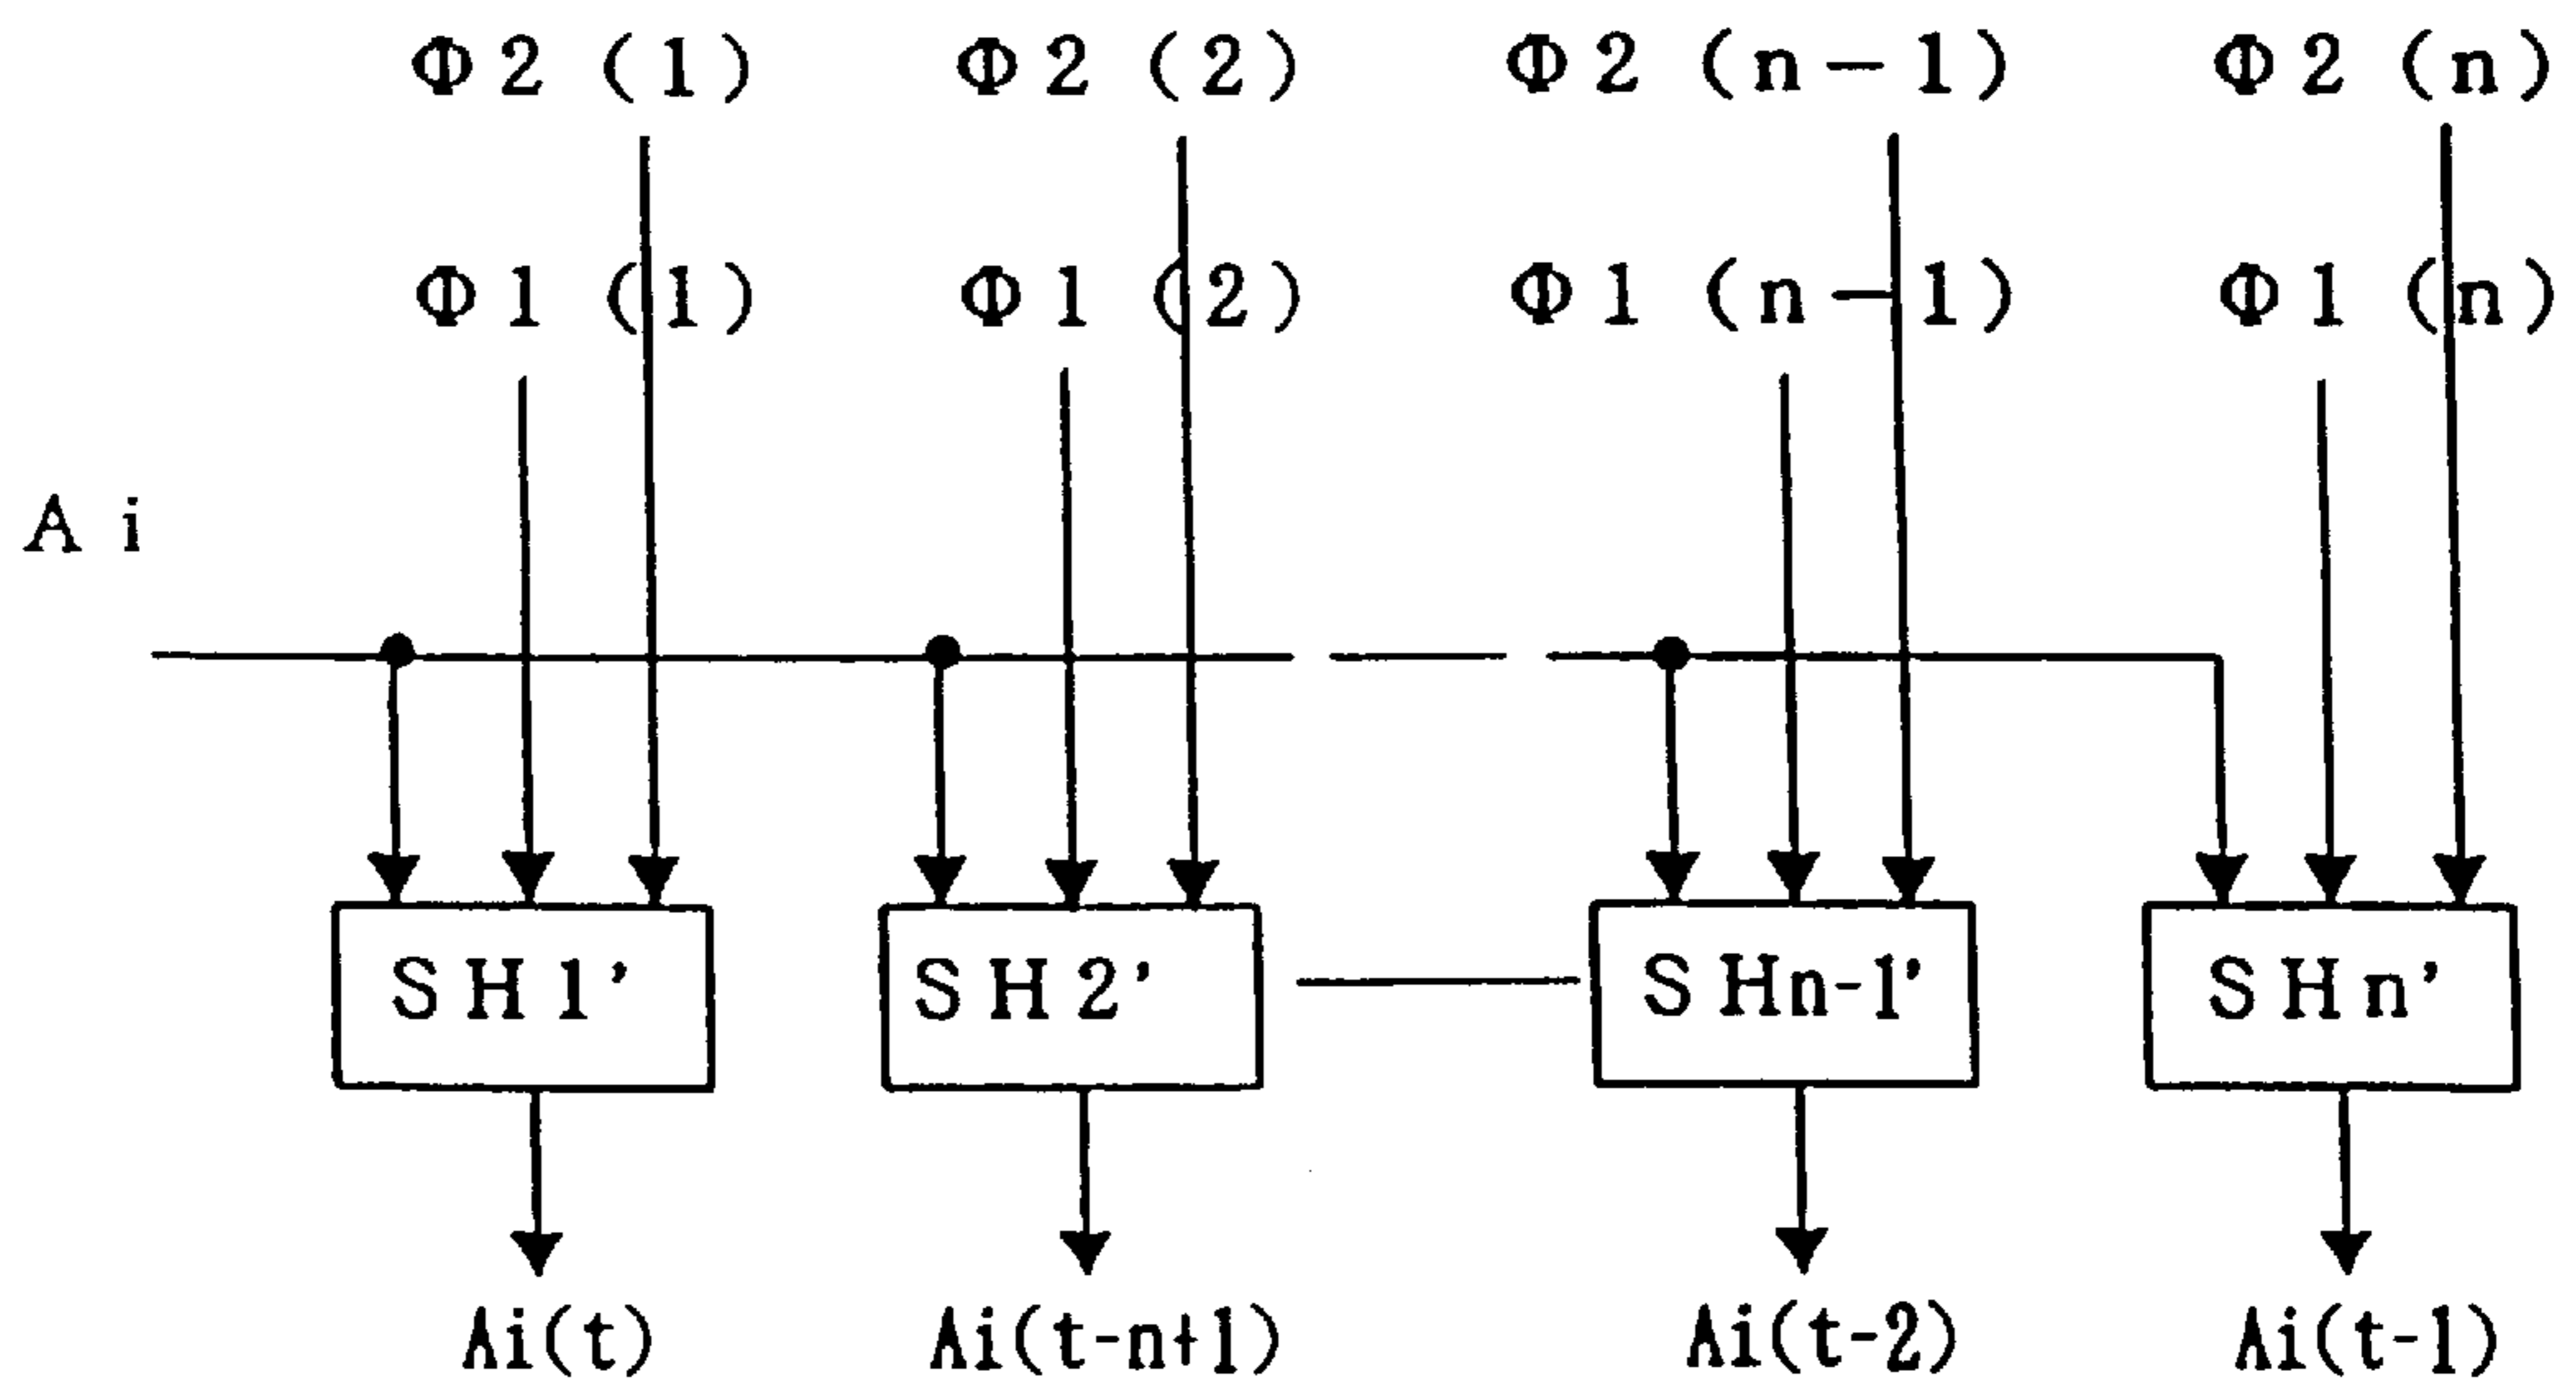 Φ2(1) Φ2(2) Φ2(n-1) Φ2(n)
Φ1(1) Φ1(2) Φ1(n-1) Φ1(n)
Ai
SH1' SH2' SHn-1' SHn'
Ai(t) Ai(t-n+1) Ai(t-2) Ai(t-1)